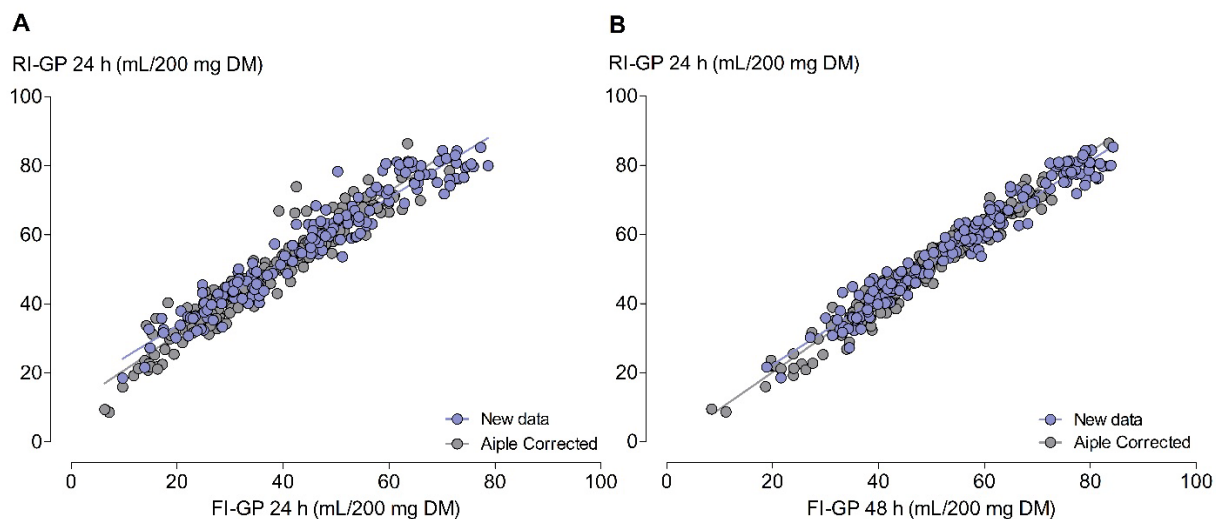 A
RI-GP 24 h (mL/200 mg DM)
100
80
60
40
20
0
New data
Aiple Corrected
0 20 40 60 80 100
FI-GP 24 h (mL/200 mg DM)
B
RI-GP 24 h (mL/200 mg DM)
100
80
60
40
20
0
New data
Aiple Corrected
0 20 40 60 80 100
FI-GP 48 h (mL/200 mg DM)